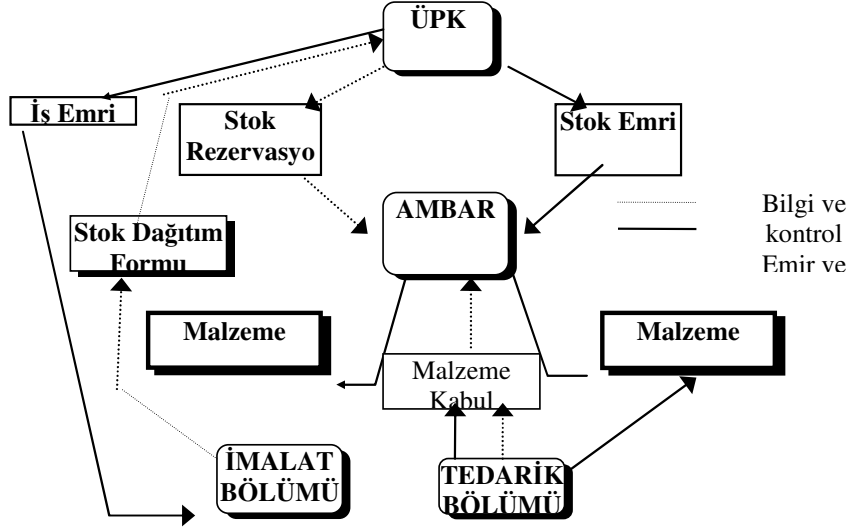 ÜPK
İş Emri
Stok
Rezervasyo
Stok Emri
AMBAR
Bilgi ve
kontrol
Emir ve
Stok Dağıtım
Formu
Malzeme
Malzeme
Malzeme
Kabul
İMALAT
BÖLÜMÜ
TEDARİK
BÖLÜMÜ